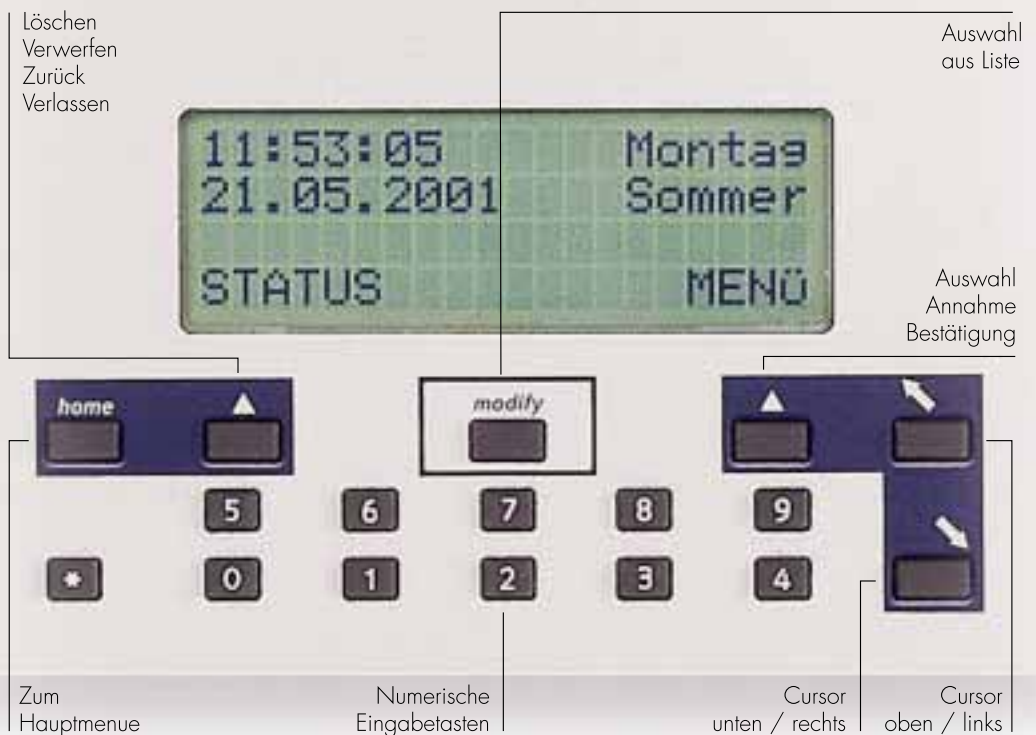 Löschen
Verwerfen
Zurück
Verlassen
Auswahl
aus Liste
11:53:05 Montag
21.05.2001 Sommer
STATUS MENÜ
Auswahl
Annahme
Bestätigung
home
modify
5 6 7 8 9
* 0 1 2 3 4
Zum
Hauptmenue
Numerische
Eingabetasten
Cursor
unten / rechts
Cursor
oben / links